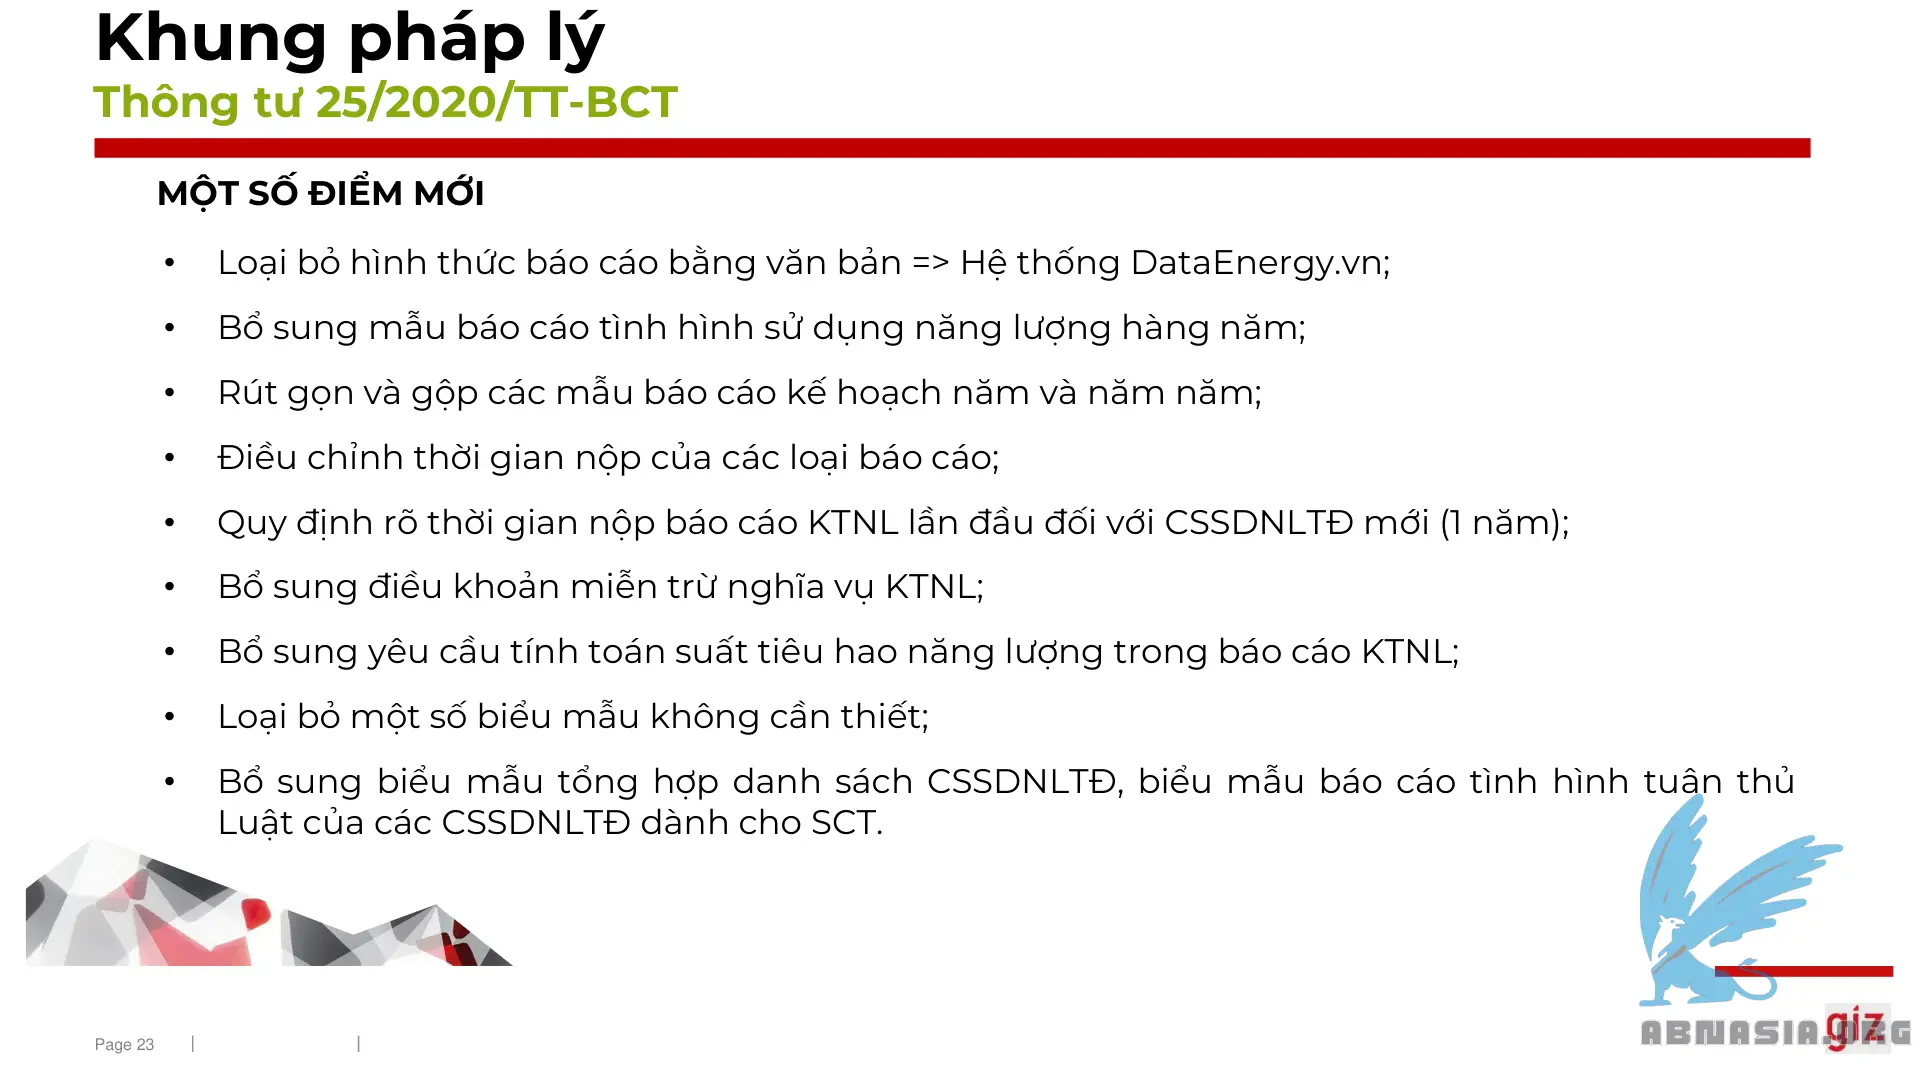 Khung pháp lý
Thông tư 25/2020/TT-BCT
MỘT SỐ ĐIỂM MỚI
• Loại bỏ hình thức báo cáo bằng văn bản => Hệ thống DataEnergy.vn;
• Bổ sung mẫu báo cáo tình hình sử dụng năng lượng hàng năm;
• Rút gọn và gộp các mẫu báo cáo kế hoạch năm và năm năm;
• Điều chỉnh thời gian nộp của các loại báo cáo;
• Quy định rõ thời gian nộp báo cáo KTNL lần đầu đối với CSSDNLTĐ mới (1 năm);
• Bổ sung điều khoản miễn trừ nghĩa vụ KTNL;
• Bổ sung yêu cầu tính toán suất tiêu hao năng lượng trong báo cáo KTNL;
• Loại bỏ một số biểu mẫu không cần thiết;
• Bổ sung biểu mẫu tổng hợp danh sách CSSDNLTĐ, biểu mẫu báo cáo tình hình tuân thủ
Luật của các CSSDNLTĐ dành cho SCT.
Page 23
giz
ABNASIA.ORG